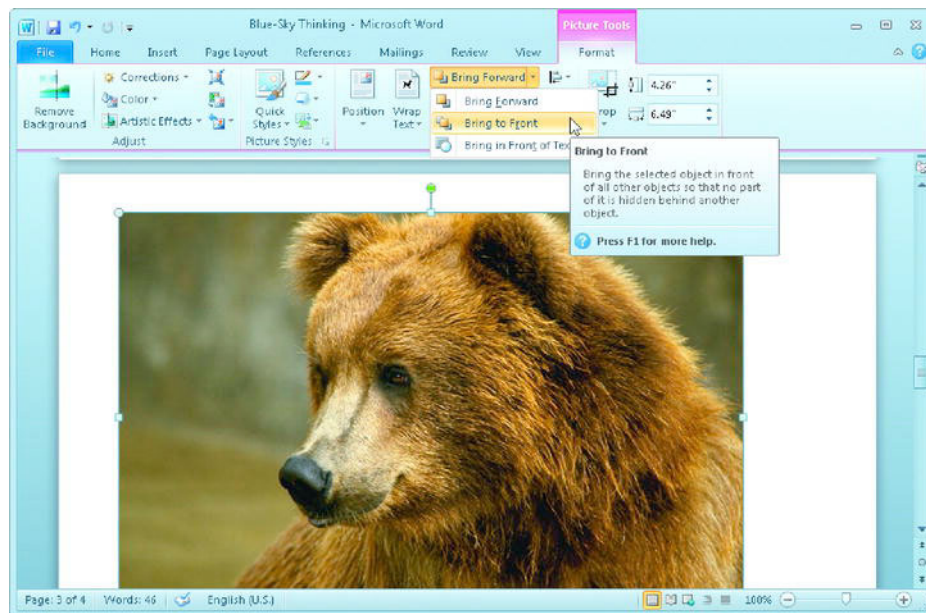 Blue-Sky Thinking - Microsoft Word
Picture Tools
File Home Insert Page Layout References Mailings Review View Format
Remove Background
Corrections
Color
Artistic Effects
Adjust
Quick Styles
Picture Styles
Position
Wrap Text
Bring Forward
Bring Forward
Bring to Front
Bring in Front of Tex
rop
4.26"
6.49"
Bring to Front
Bring the selected object in front
of all other objects so that no part
of it is hidden behind another
object.
Press F1 for more help.
Page: 3 of 4 Words: 46 English (U.S.) 100%